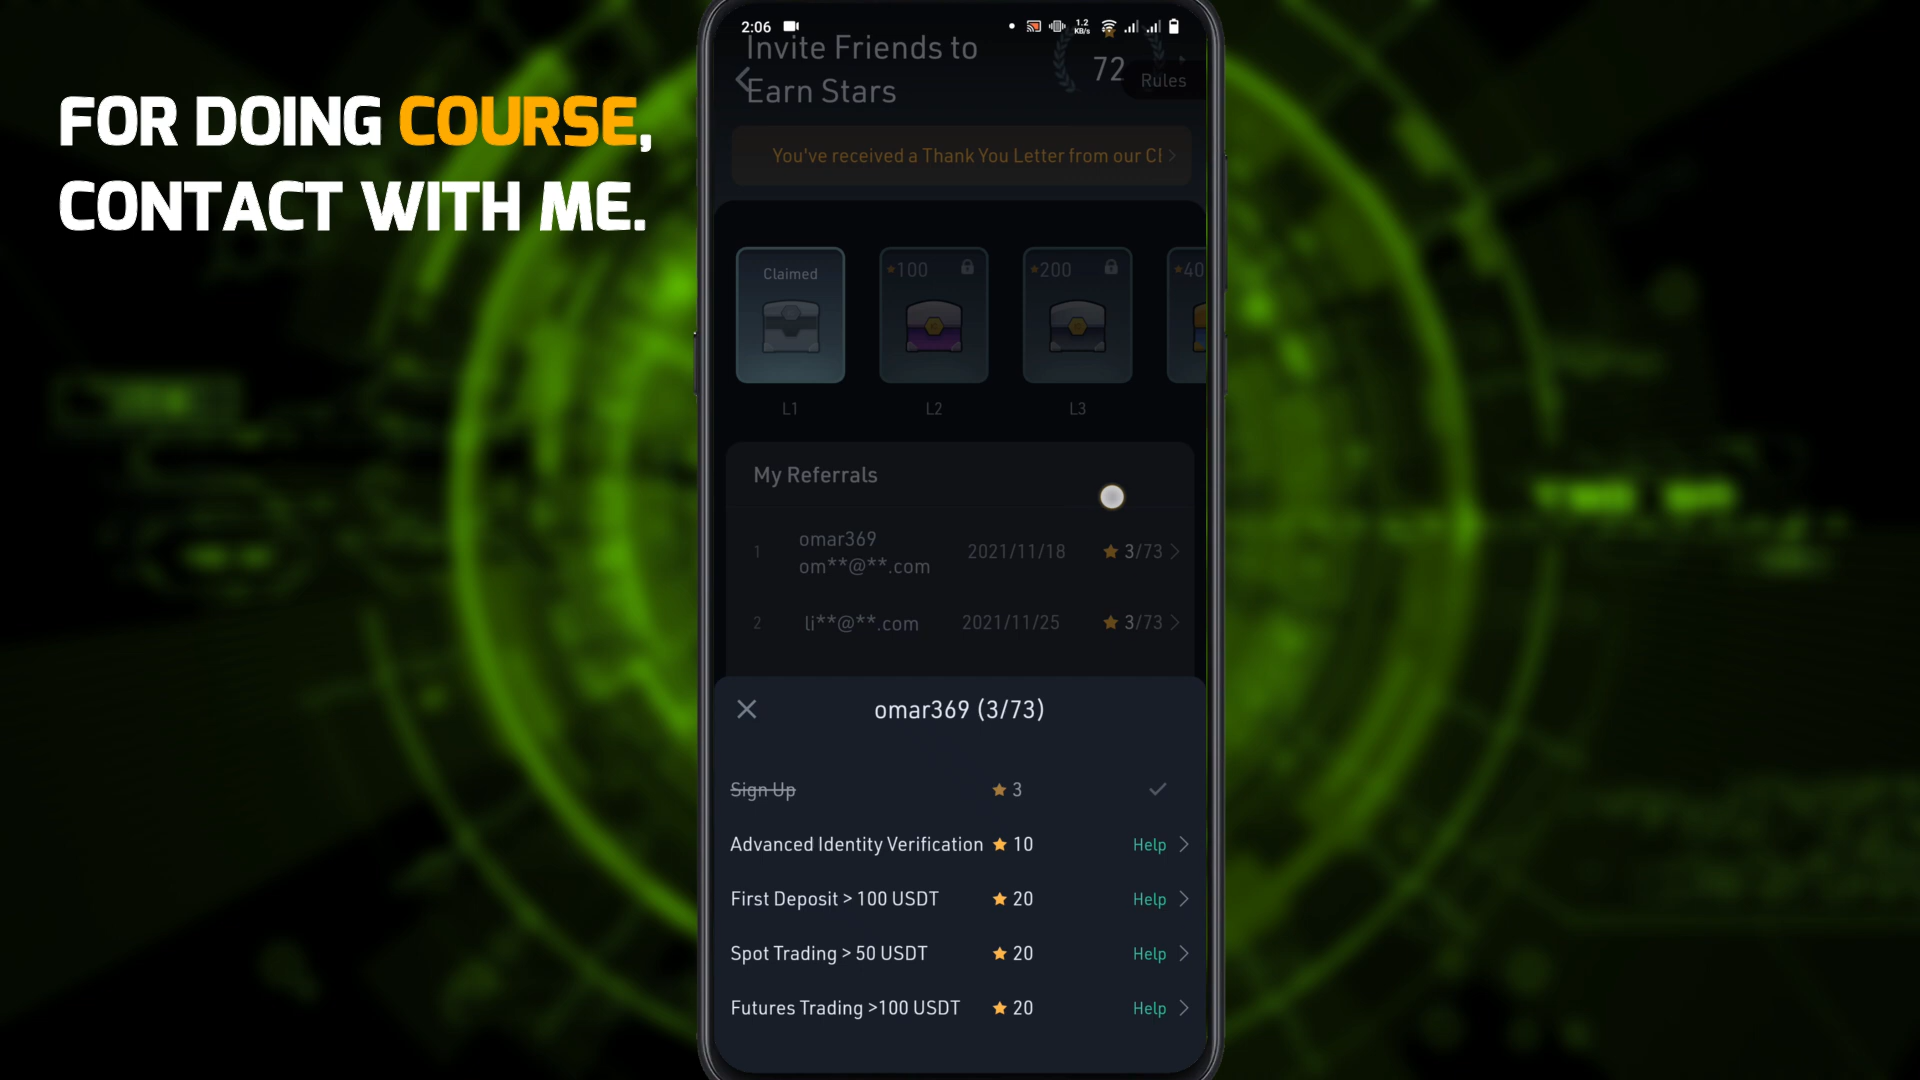 FOR DOING COURSE,
CONTACT WITH ME.
2:06
1.2
KB/s
Invite Friends to
Earn Stars
72
Rules
You've received a Thank You Letter from our
Claimed
100
200
40
L1
L2
L3
My Referrals
1 omar369 2021/11/18 3/73
om**@**.com
2 li**@**.com 2021/11/25 3/73
omar369 (3/73)
Sign Up 3
Advanced Identity Verification 10 Help
First Deposit > 100 USDT 20 Help
Spot Trading > 50 USDT 20 Help
Futures Trading >100 USDT 20 Help